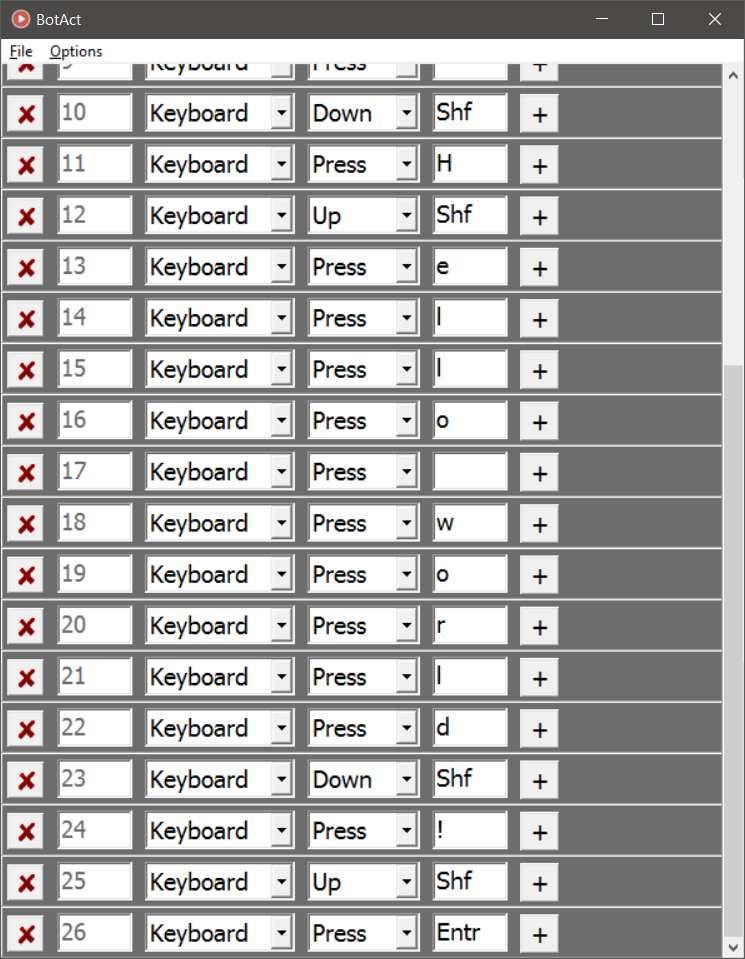 BotAct
File Options
9 Keyboard Press +
10 Keyboard Down Shf +
11 Keyboard Press H +
12 Keyboard Up Shf +
13 Keyboard Press e +
14 Keyboard Press l +
15 Keyboard Press l +
16 Keyboard Press o +
17 Keyboard Press +
18 Keyboard Press w +
19 Keyboard Press o +
20 Keyboard Press r +
21 Keyboard Press l +
22 Keyboard Press d +
23 Keyboard Down Shf +
24 Keyboard Press ! +
25 Keyboard Up Shf +
26 Keyboard Press Entr +